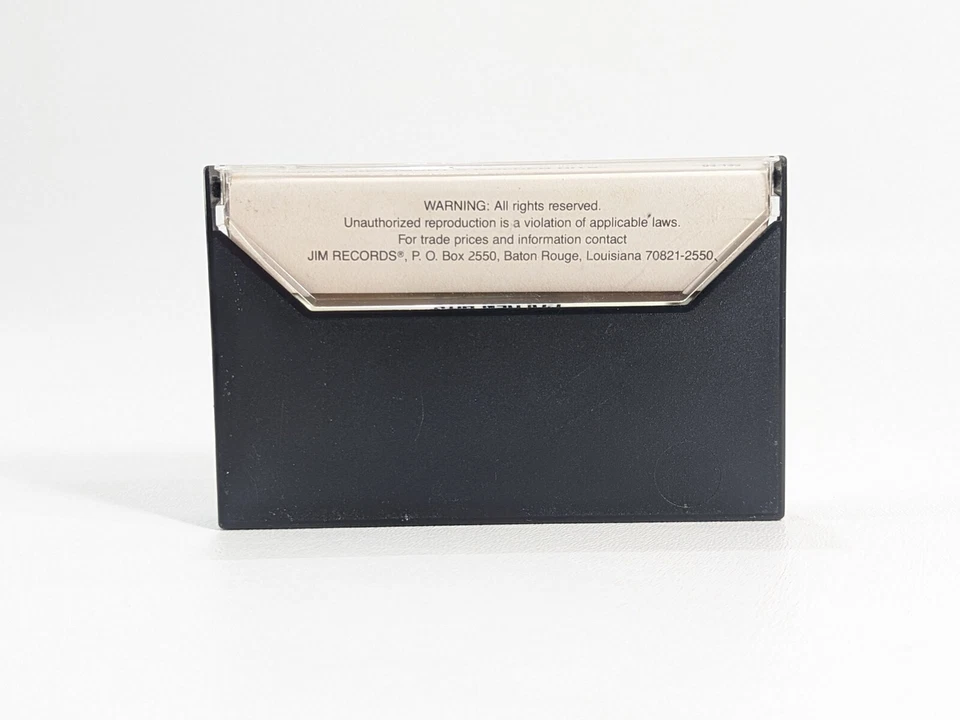 WARNING: All rights reserved.
Unauthorized reproduction is a violation of applicable laws.
For trade prices and information contact
JIM RECORDS®, P. O. Box 2550, Baton Rouge, Louisiana 70821-2550